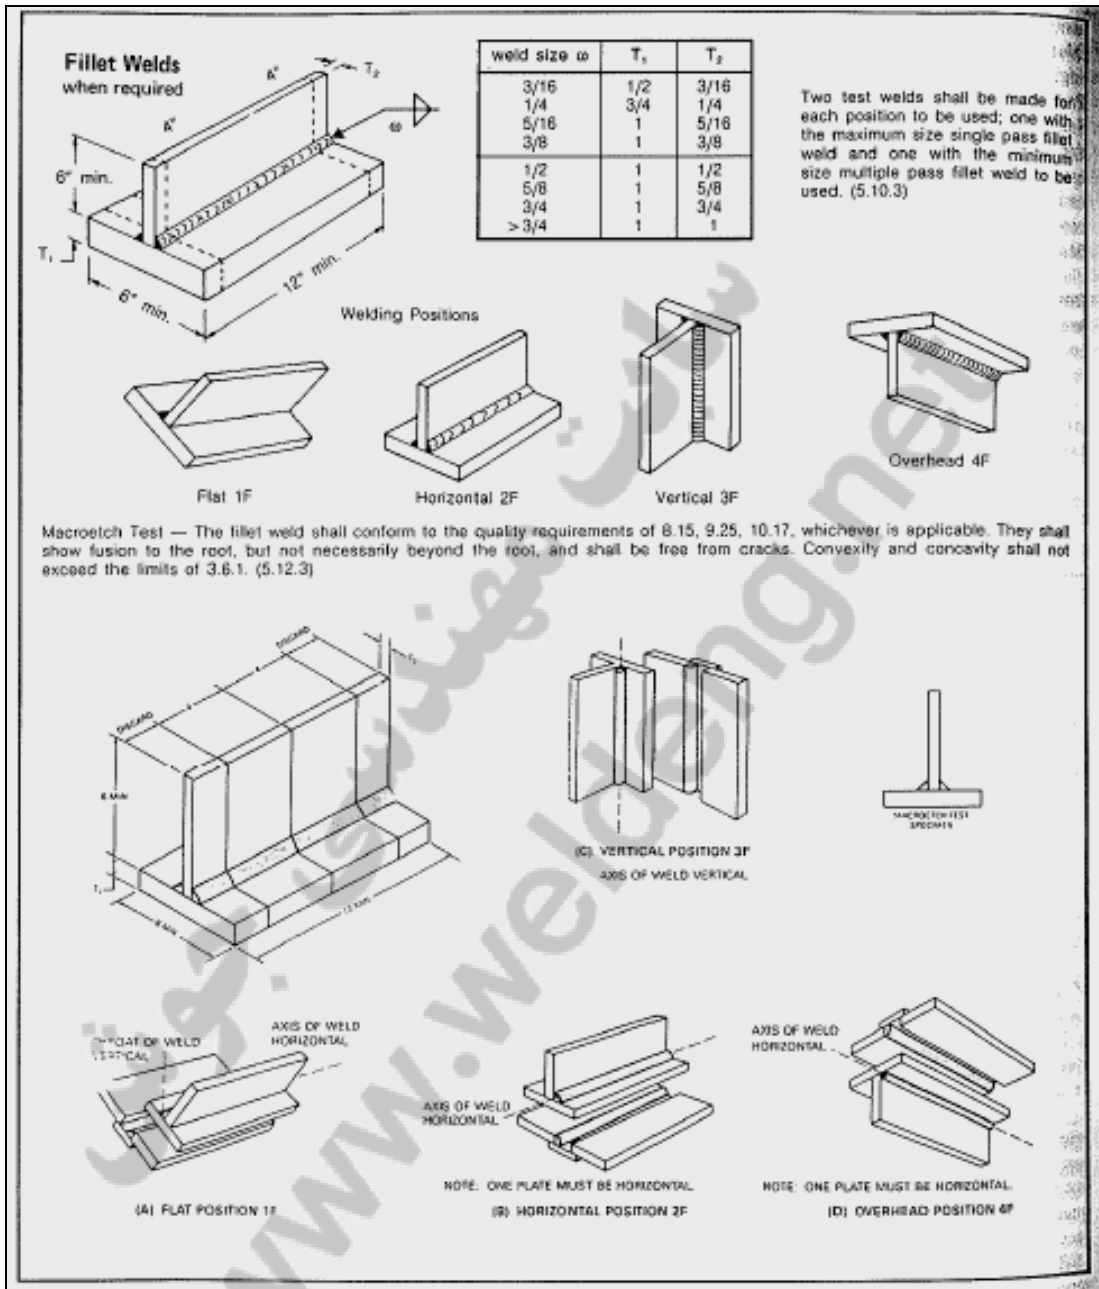 Fillet Welds
when required
4"
4"
T₂
ω
6" min.
T₁
6" min.
12" min.
weld size ω T₁ T₂
3/16 1/2 3/16
1/4 3/4 1/4
5/16 1 5/16
3/8 1 3/8
1/2 1 1/2
5/8 1 5/8
3/4 1 3/4
> 3/4 1 1
Two test welds shall be made for
each position to be used; one with
the maximum size single pass fillet
weld and one with the minimum
size multiple pass fillet weld to be
used. (5.10.3)
Welding Positions
Flat 1F
Horizontal 2F
Vertical 3F
Overhead 4F
Macroetch Test — The fillet weld shall conform to the quality requirements of 8.15, 9.25, 10.17, whichever is applicable. They shall
show fusion to the root, but not necessarily beyond the root, and shall be free from cracks. Convexity and concavity shall not
exceed the limits of 3.6.1. (5.12.3)
DISCARD
4
4
DISCARD
6 MIN
T₁
6 MIN
12 MIN
(C) VERTICAL POSITION 3F
AXIS OF WELD VERTICAL
MACROETCH TEST
SPECIMEN
THROAT OF WELD
VERTICAL
AXIS OF WELD
HORIZONTAL
(A) FLAT POSITION 1F
AXIS OF WELD
HORIZONTAL
NOTE: ONE PLATE MUST BE HORIZONTAL
(B) HORIZONTAL POSITION 2F
AXIS OF WELD
HORIZONTAL
NOTE: ONE PLATE MUST BE HORIZONTAL
(D) OVERHEAD POSITION 4F
سایت مهندسی جوش
www.weldeng.net